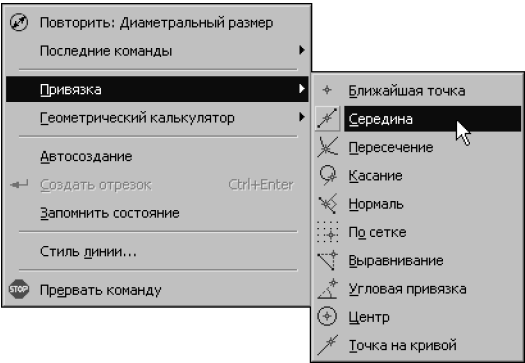 Повторить: Диаметральный размер
Последние команды
Привязка
Геометрический калькулятор
Автосоздание
Создать отрезок Ctrl+Enter
Запомнить состояние
Стиль линии...
STOP Прервать команду
Ближайшая точка
Середина
Пересечение
Касание
Нормаль
По сетке
Выравнивание
Угловая привязка
Центр
Точка на кривой